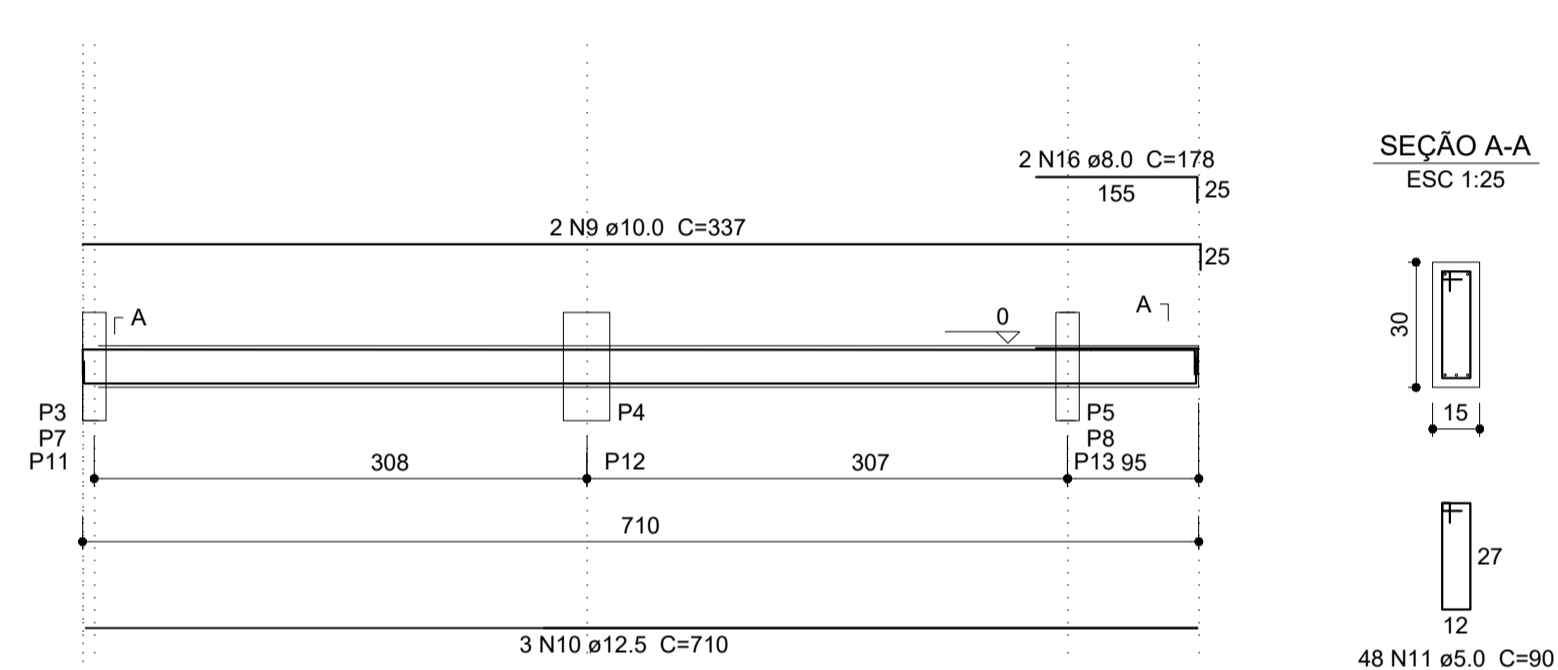 SEÇÃO A-A
ESC 1:25
2 N16 ø8.0 C=178
155
25
2 N9 ø10.0 C=337
25
A
0
A
30
15
P3
P7
P11
P4
P12
P5
P8
P13
308
307
95
710
3 N10 ø12.5 C=710
27
12
48 N11 ø5.0 C=90